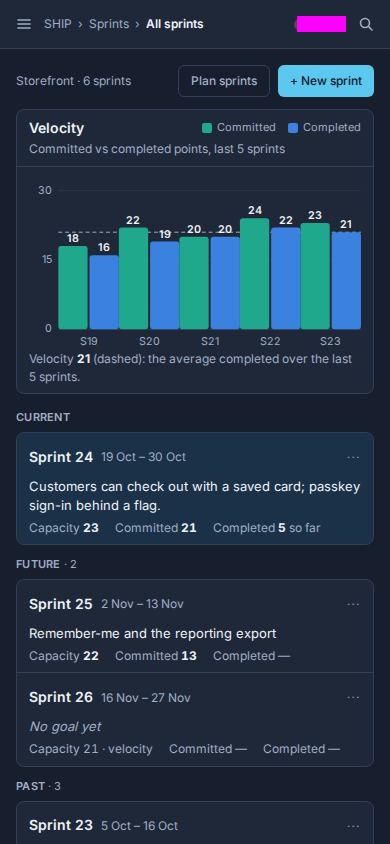 SHIP › Sprints › All sprints
Storefront · 6 sprints
Plan sprints
+ New sprint
Velocity
Committed
Completed
Committed vs completed points, last 5 sprints
30
15
0
18
16
22
19
20
20
24
22
23
21
S19
S20
S21
S22
S23
Velocity 21 (dashed): the average completed over the last
5 sprints.
CURRENT
Sprint 24 19 Oct – 30 Oct
Customers can check out with a saved card; passkey
sign-in behind a flag.
Capacity 23 Committed 21 Completed 5 so far
FUTURE · 2
Sprint 25 2 Nov – 13 Nov
Remember-me and the reporting export
Capacity 22 Committed 13 Completed —
Sprint 26 16 Nov – 27 Nov
No goal yet
Capacity 21 · velocity Committed — Completed —
PAST · 3
Sprint 23 5 Oct – 16 Oct